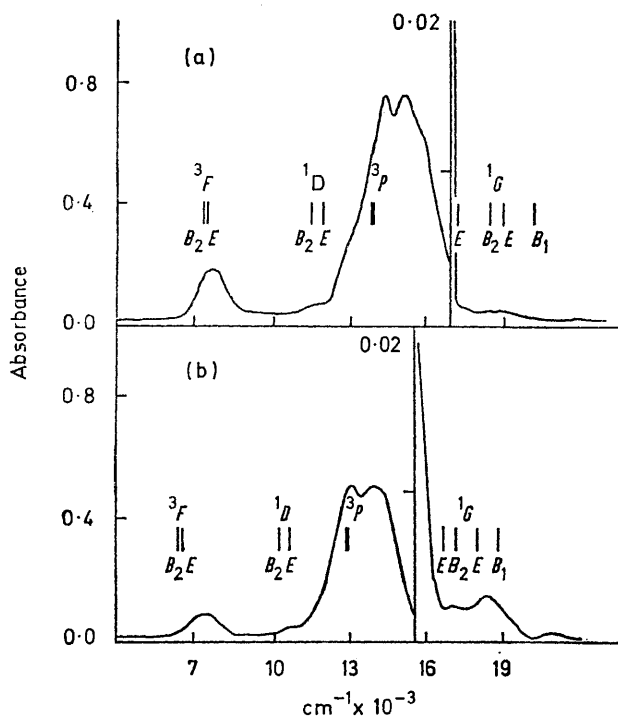 0·02
(a)
0·8
³F ¹D ³P ¹G
0·4
B₂ E B₂ E E B₂ E B₁
0·0
Absorbance
0·02
(b)
0·8
³F ¹D ³P ¹G
0·4
B₂ E B₂ E E B₂ E B₁
0·0
7 10 13 16 19
cm⁻¹ x 10⁻³